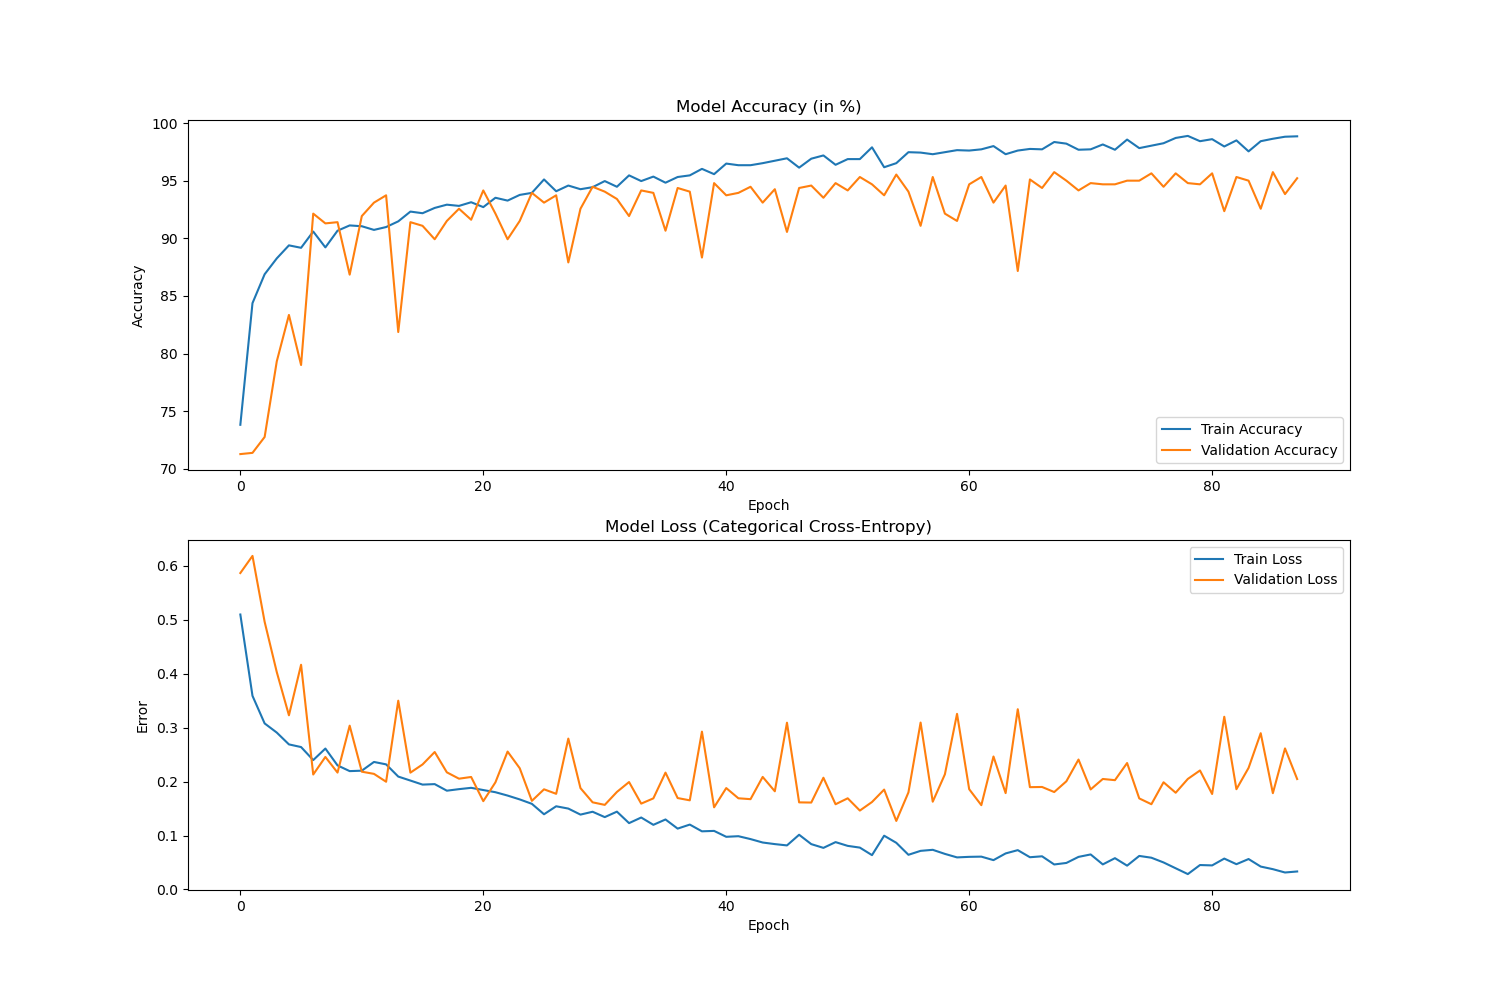 Model Accuracy (in %)
100
95
90
85
80
75
70
Accuracy
Train Accuracy
Validation Accuracy
0 20 40 60 80
Epoch
Model Loss (Categorical Cross-Entropy)
0.6
0.5
0.4
0.3
0.2
0.1
0.0
Error
Train Loss
Validation Loss
0 20 40 60 80
Epoch